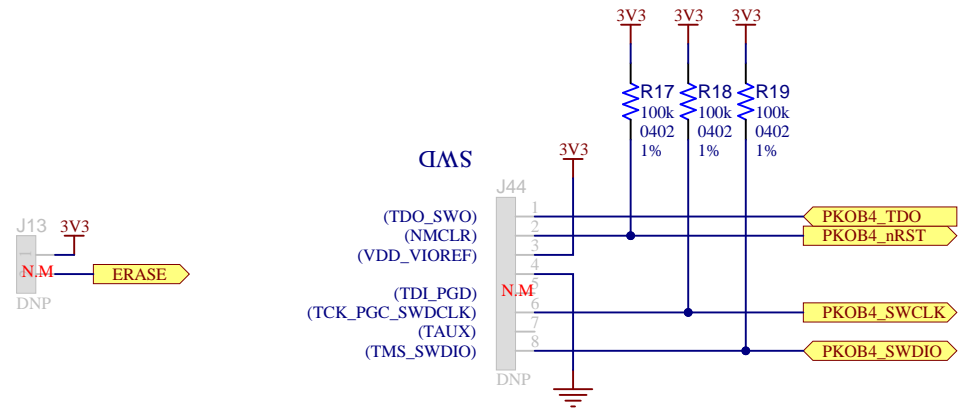 3V3 3V3 3V3
R17 R18 R19
100k 100k 100k
0402 0402 0402
1% 1% 1%
SWD
3V3
J44
1
(TDO_SWO) PKOB4_TDO
2
(NMCLR) PKOB4_nRST
3
(VDD_VIOREF)
4
5
(TDI_PGD)
N.M
6
(TCK_PGC_SWDCLK) PKOB4_SWCLK
7
(TAUX)
8
(TMS_SWDIO) PKOB4_SWDIO
DNP
J13
3V3
1
N.M ERASE
DNP